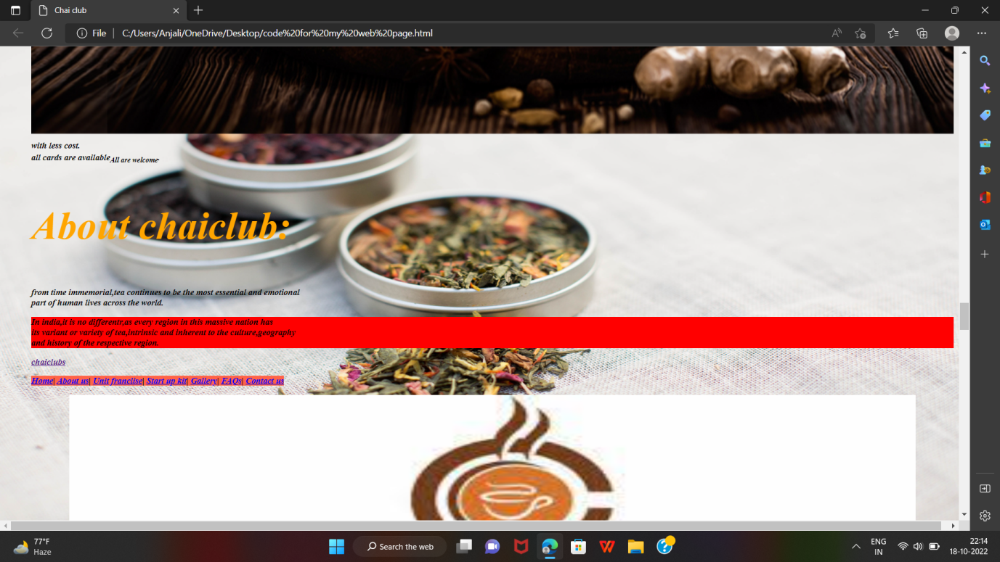 Chai club
File
C:/Users/Anjali/OneDrive/Desktop/code%20for%20my%20web%20page.html
with less cost.
all cards are available All are welcome
About chaiclub:
from time immemorial,tea continues to be the most essential and emotional
part of human lives across the world.
In india,it is no differentr,as every region in this massive nation has
its variant or variety of tea,intrinsic and inherent to the culture,geography
and history of the respective region.
chaiclubs
Home| About us| Unit franclise| Start up kit| Gallery| FAQs| Contact us
77°F
Haze
Search the web
ENG
IN
22:14
18-10-2022